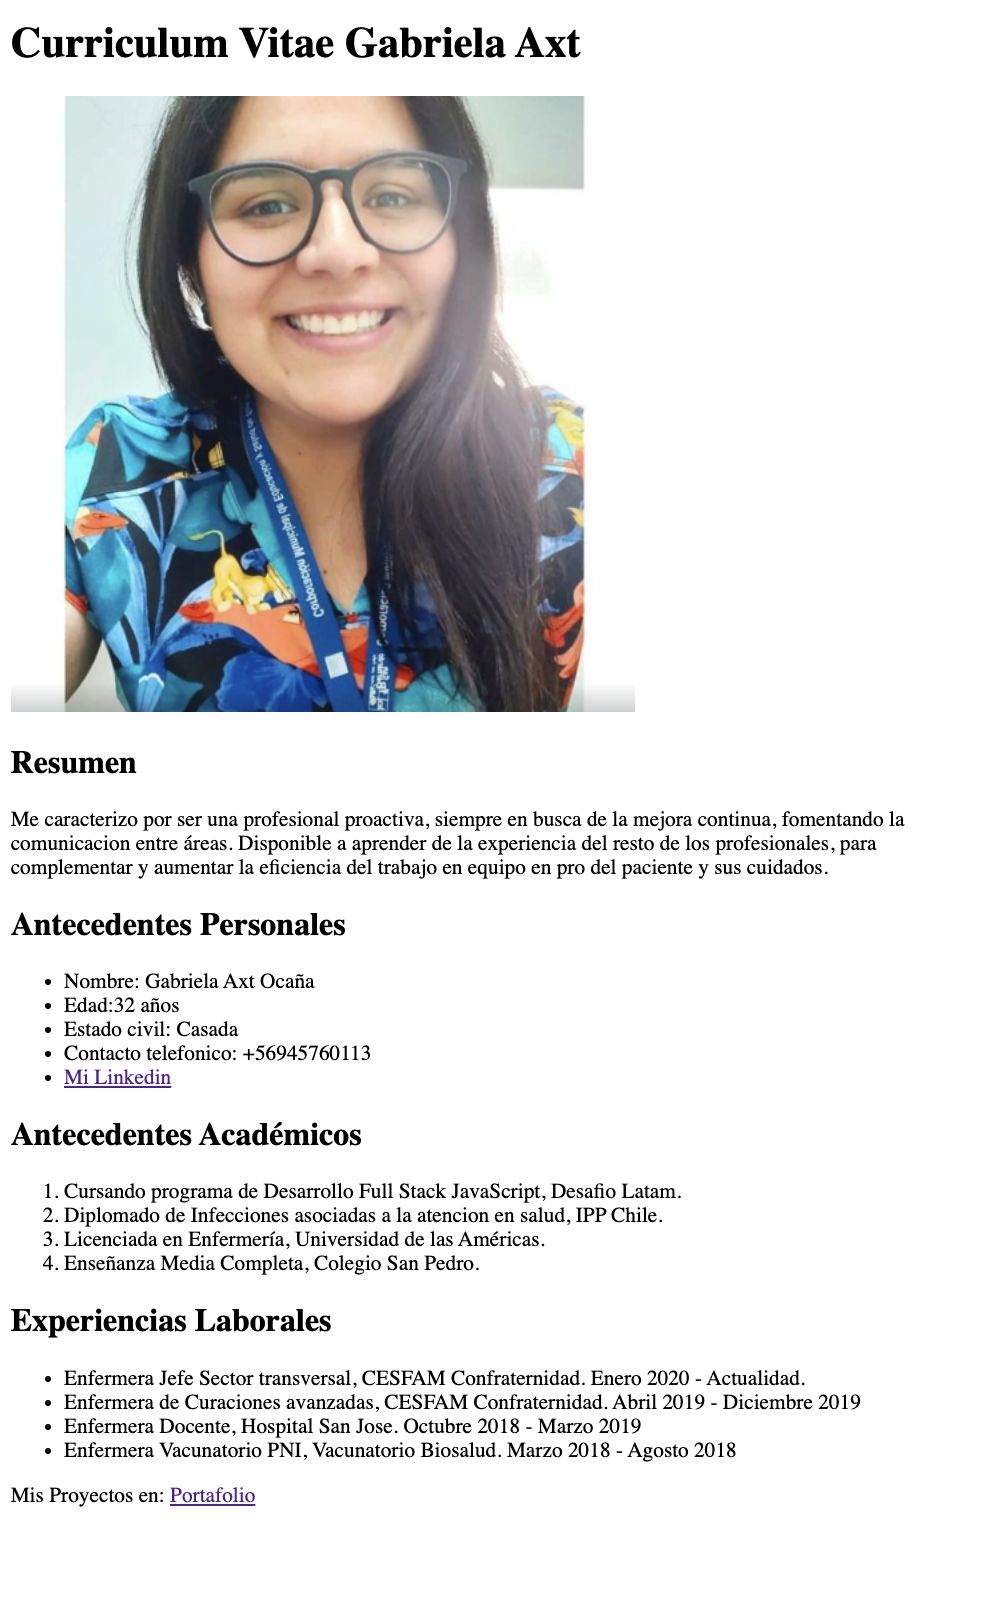 Curriculum Vitae Gabriela Axt
Corporación Municipal de Educación y Salud de
Resumen
Me caracterizo por ser una profesional proactiva, siempre en busca de la mejora continua, fomentando la
comunicacion entre áreas. Disponible a aprender de la experiencia del resto de los profesionales, para
complementar y aumentar la eficiencia del trabajo en equipo en pro del paciente y sus cuidados.
Antecedentes Personales
• Nombre: Gabriela Axt Ocaña
• Edad:32 años
• Estado civil: Casada
• Contacto telefonico: +56945760113
• Mi Linkedin
Antecedentes Académicos
1. Cursando programa de Desarrollo Full Stack JavaScript, Desafio Latam.
2. Diplomado de Infecciones asociadas a la atencion en salud, IPP Chile.
3. Licenciada en Enfermería, Universidad de las Américas.
4. Enseñanza Media Completa, Colegio San Pedro.
Experiencias Laborales
• Enfermera Jefe Sector transversal, CESFAM Confraternidad. Enero 2020 - Actualidad.
• Enfermera de Curaciones avanzadas, CESFAM Confraternidad. Abril 2019 - Diciembre 2019
• Enfermera Docente, Hospital San Jose. Octubre 2018 - Marzo 2019
• Enfermera Vacunatorio PNI, Vacunatorio Biosalud. Marzo 2018 - Agosto 2018
Mis Proyectos en: Portafolio